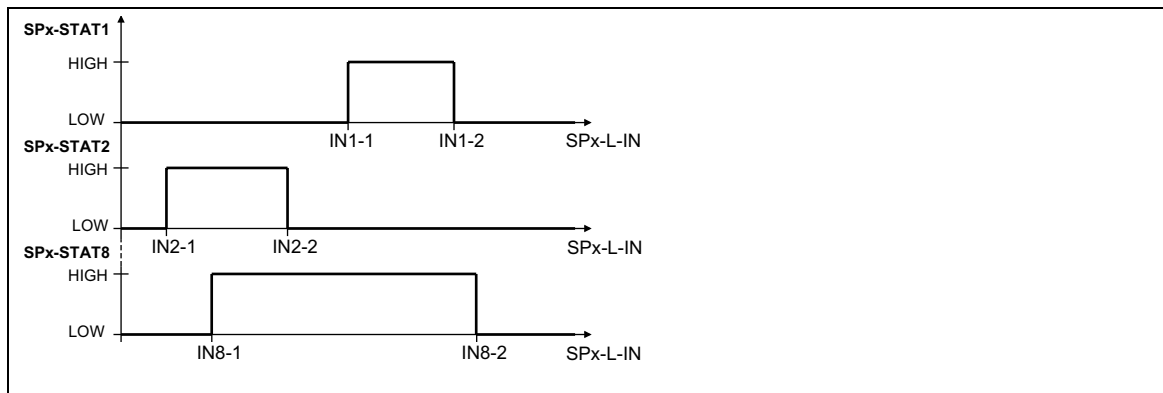 SPx-STAT1
HIGH
LOW
IN1-1 IN1-2 SPx-L-IN
SPx-STAT2
HIGH
LOW
IN2-1 IN2-2 SPx-L-IN
SPx-STAT8
HIGH
LOW
IN8-1 IN8-2 SPx-L-IN